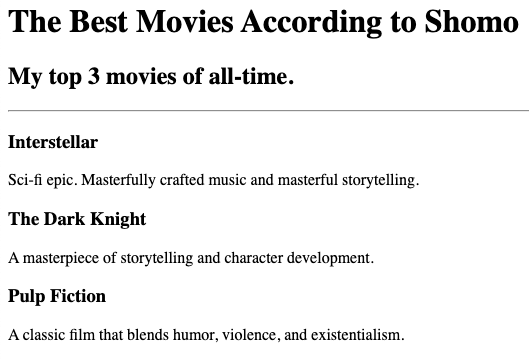 The Best Movies According to Shomo
My top 3 movies of all-time.
Interstellar
Sci-fi epic. Masterfully crafted music and masterful storytelling.
The Dark Knight
A masterpiece of storytelling and character development.
Pulp Fiction
A classic film that blends humor, violence, and existentialism.